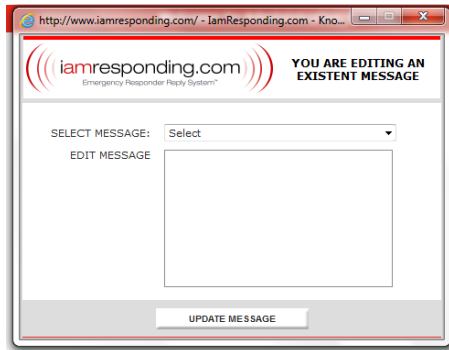 http://www.iamresponding.com/ - IamResponding.com - Kno...
iamresponding.com
Emergency Responder Reply System™
YOU ARE EDITING AN
EXISTENT MESSAGE
SELECT MESSAGE: Select
EDIT MESSAGE
UPDATE MESSAGE